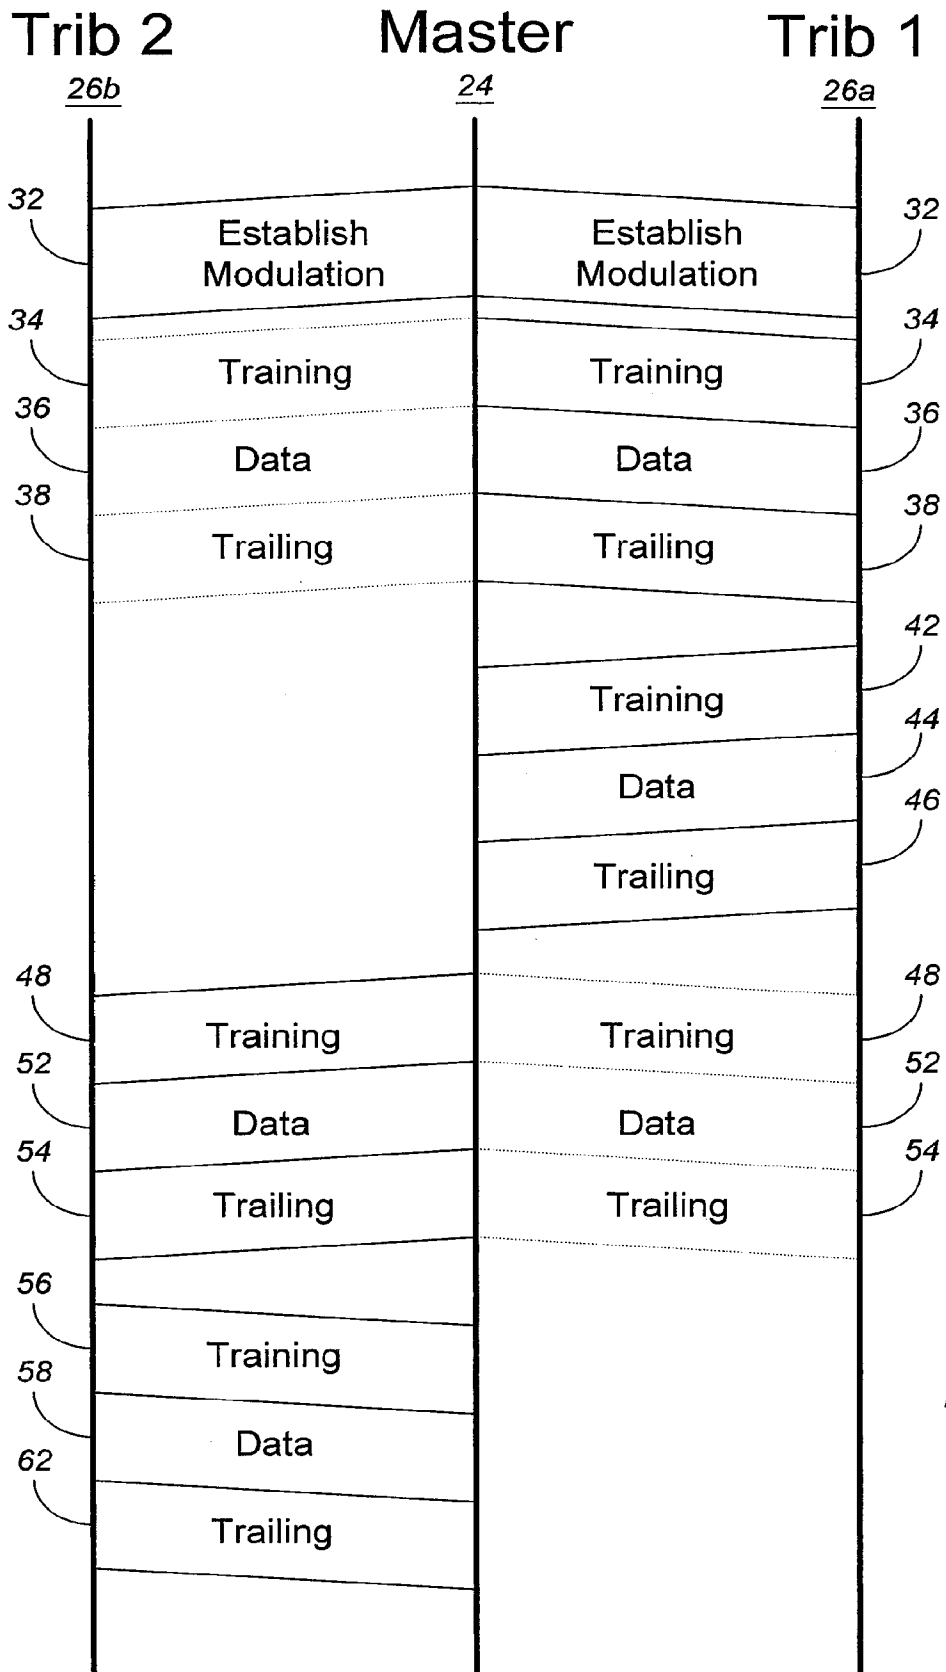 Trib 2 Master Trib 1
26b 24 26a
32 Establish Establish 32
Modulation Modulation
34 34
Training Training
36 36
Data Data
38 38
Trailing Trailing
42
Training
44
Data
46
Trailing
48 48
Training Training
52 52
Data Data
54 54
Trailing Trailing
56
Training
58
Data
62
Trailing